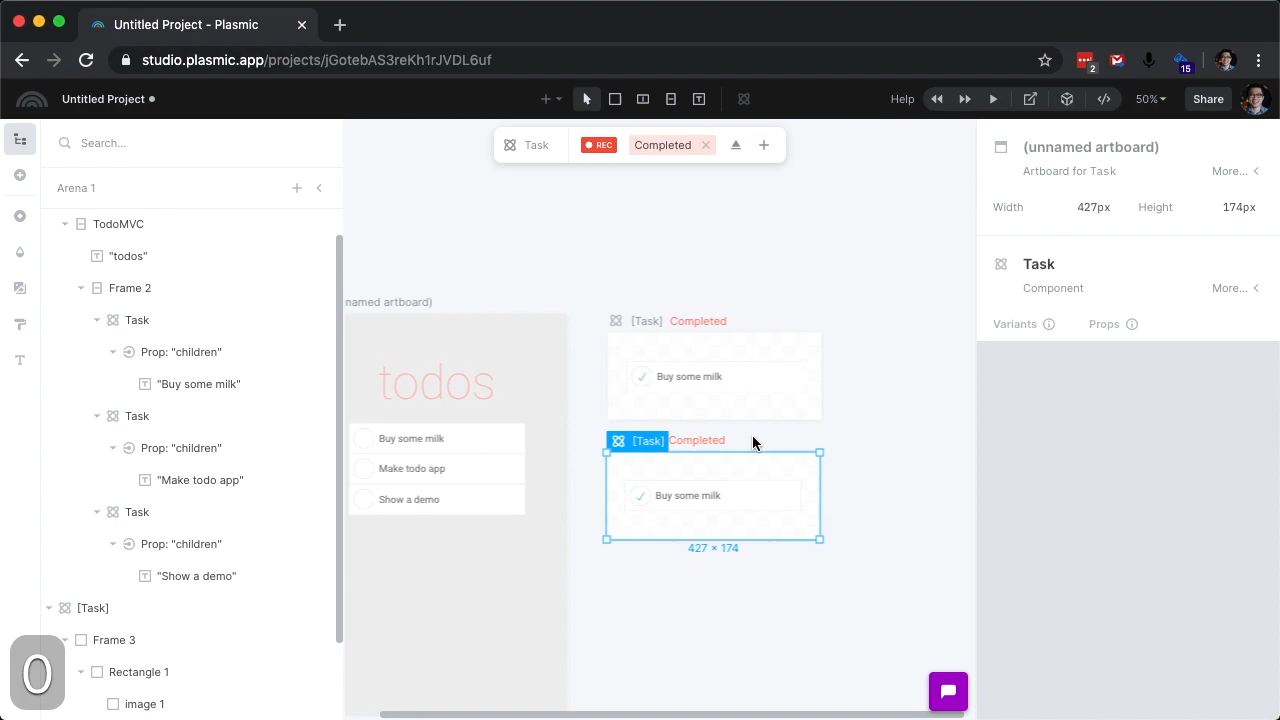 Untitled Project - Plasmic
studio.plasmic.app/projects/jGotebAS3reKh1rJVDL6uf
2
15
Untitled Project
Help
50%
Share
Search...
Arena 1
TodoMVC
"todos"
Frame 2
Task
Prop: "children"
"Buy some milk"
Task
Prop: "children"
"Make todo app"
Task
Prop: "children"
"Show a demo"
[Task]
Frame 3
Rectangle 1
image 1
0
Task
REC
Completed
named artboard)
todos
Buy some milk
Make todo app
Show a demo
[Task] Completed
Buy some milk
[Task] Completed
Buy some milk
427 × 174
(unnamed artboard)
Artboard for Task
More...
Width 427px Height 174px
Task
Component
More...
Variants Props